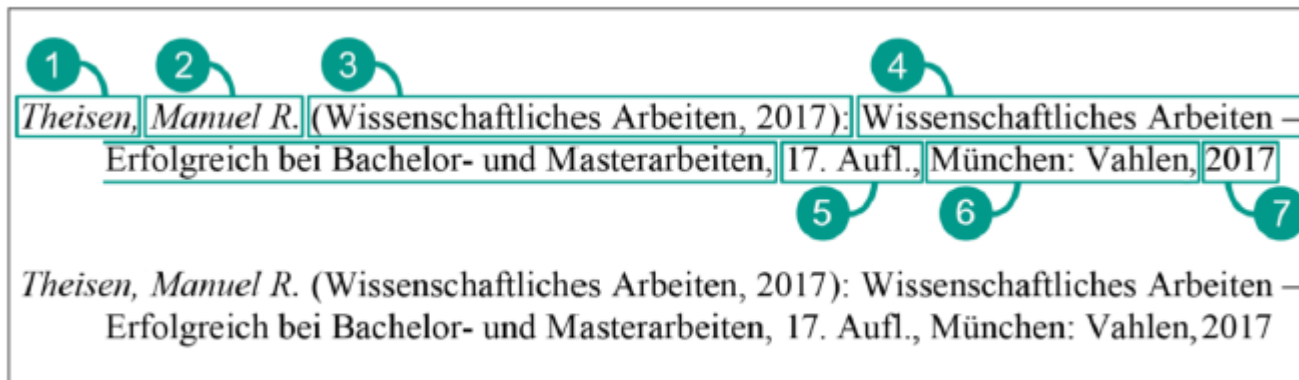 1 2 3 4
Theisen, Manuel R. (Wissenschaftliches Arbeiten, 2017): Wissenschaftliches Arbeiten –
Erfolgreich bei Bachelor- und Masterarbeiten, 17. Aufl., München: Vahlen, 2017
5 6 7
Theisen, Manuel R. (Wissenschaftliches Arbeiten, 2017): Wissenschaftliches Arbeiten –
Erfolgreich bei Bachelor- und Masterarbeiten, 17. Aufl., München: Vahlen, 2017